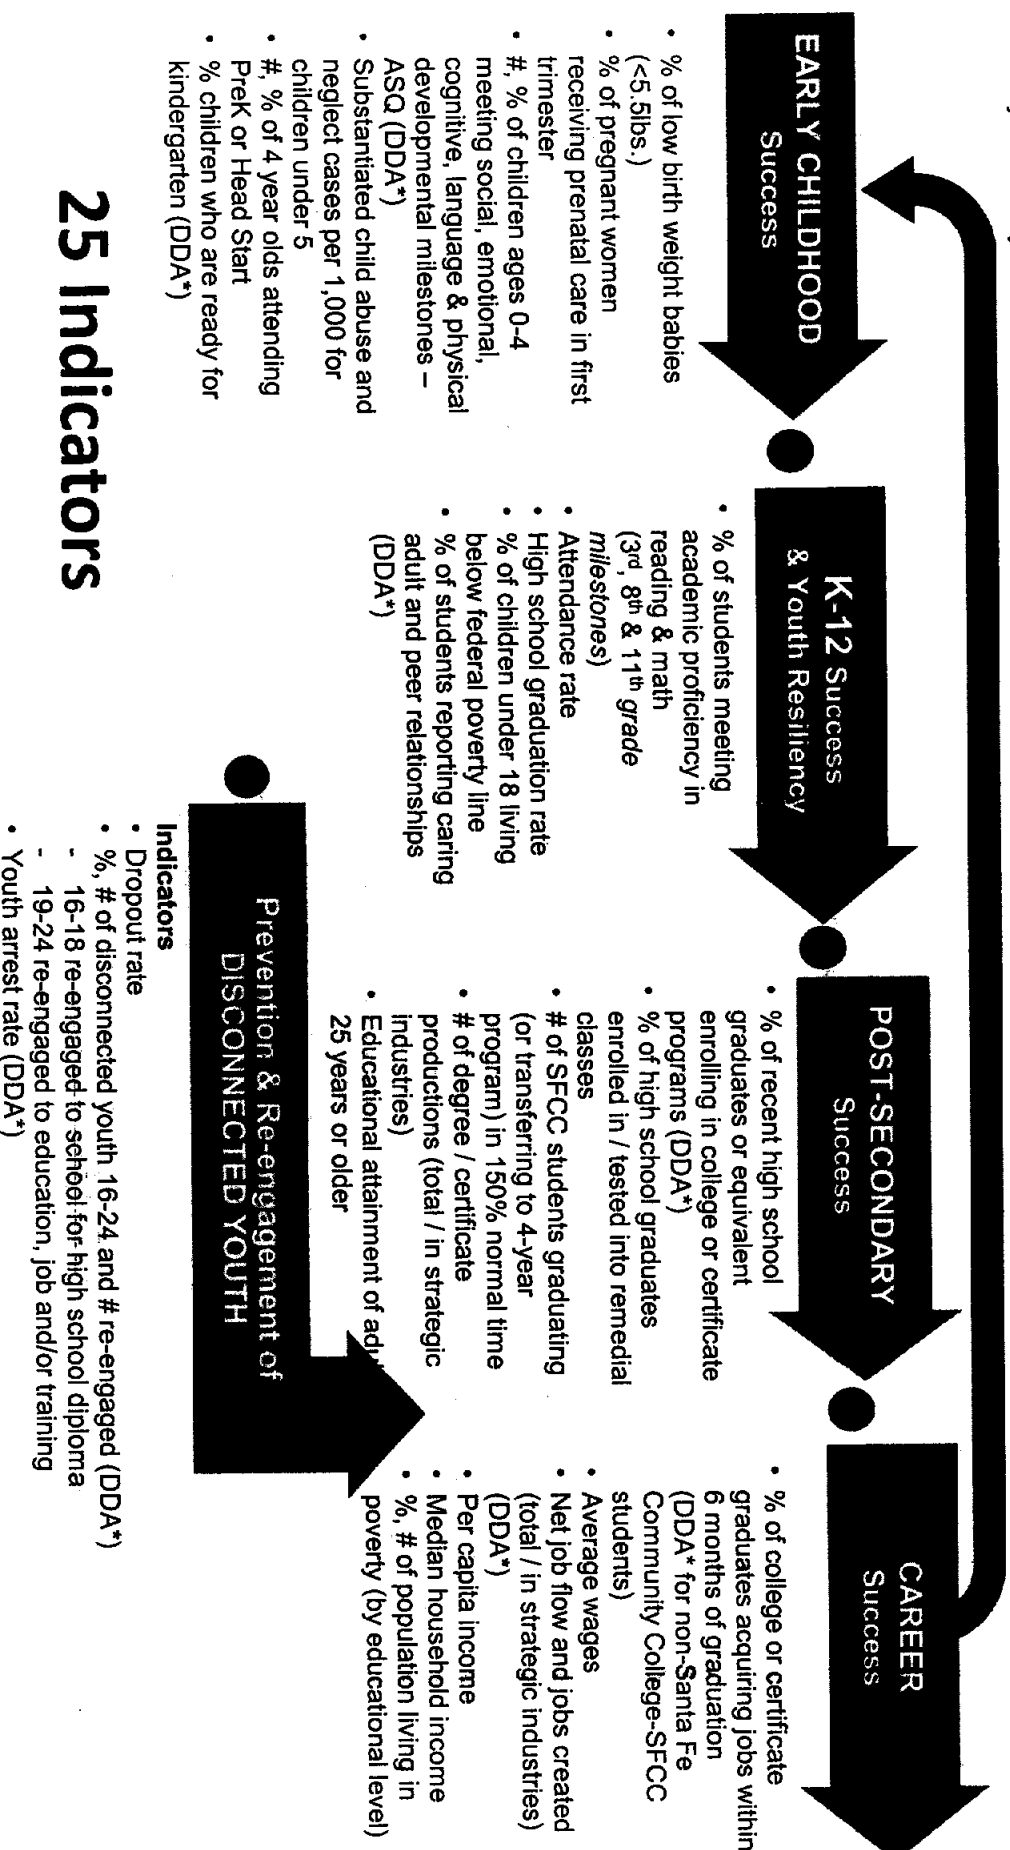 EARLY CHILDHOOD
Success
• % of low birth weight babies
(<5.5lbs.)
• % of pregnant women
receiving prenatal care in first
trimester
• #, % of children ages 0-4
meeting social, emotional,
cognitive, language & physical
developmental milestones –
ASQ (DDA*)
• Substantiated child abuse and
neglect cases per 1,000 for
children under 5
• #, % of 4 year olds attending
PreK or Head Start
• % children who are ready for
kindergarten (DDA*)
K-12 Success
& Youth Resiliency
• % of students meeting
academic proficiency in
reading & math
(3rd, 8th & 11th grade
milestones)
• Attendance rate
• High school graduation rate
• % of children under 18 living
below federal poverty line
• % of students reporting caring
adult and peer relationships
(DDA*)
POST-SECONDARY
Success
• % of recent high school
graduates or equivalent
enrolling in college or certificate
programs (DDA*)
• % of high school graduates
enrolled in / tested into remedial
classes
• # of SFCC students graduating
(or transferring to 4-year
program) in 150% normal time
• # of degree / certificate
productions (total / in strategic
industries)
• Educational attainment of adu
25 years or older
CAREER
Success
• % of college or certificate
graduates acquiring jobs within
6 months of graduation
(DDA* for non-Santa Fe
Community College-SFCC
students)
• Average wages
• Net job flow and jobs created
(total / in strategic industries)
(DDA*)
• Per capita income
• Median household income
• %, # of population living in
poverty (by educational level)
Prevention & Re-engagement of
DISCONNECTED YOUTH
Indicators
• Dropout rate
• %, # of disconnected youth 16-24 and # re-engaged (DDA*)
- 16-18 re-engaged to school for high school diploma
- 19-24 re-engaged to education, job and/or training
• Youth arrest rate (DDA*)
25 Indicators